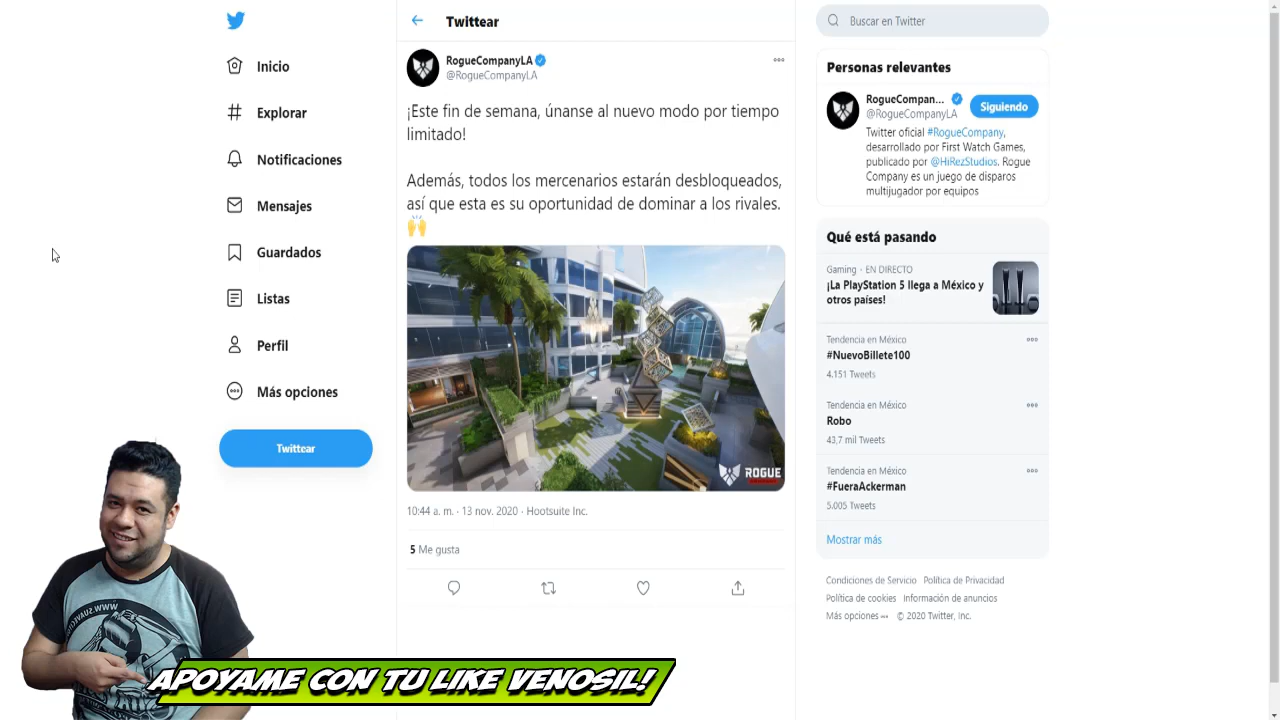 Inicio
Explorar
Notificaciones
Mensajes
Guardados
Listas
Perfil
Más opciones
Twittear
Twittear
RogueCompanyLA
@RogueCompanyLA
¡Este fin de semana, únanse al nuevo modo por tiempo
limitado!
Además, todos los mercenarios estarán desbloqueados,
así que esta es su oportunidad de dominar a los rivales.
ROGUE
10:44 a. m. · 13 nov. 2020 · Hootsuite Inc.
5 Me gusta
Buscar en Twitter
Personas relevantes
RogueCompan...
@RogueCompanyLA
Siguiendo
Twitter oficial #RogueCompany,
desarrollado por First Watch Games,
publicado por @HiRezStudios. Rogue
Company es un juego de disparos
multijugador por equipos
Qué está pasando
Gaming · EN DIRECTO
¡La PlayStation 5 llega a México y
otros países!
Tendencia en México
#NuevoBillete100
4.151 Tweets
Tendencia en México
Robo
43,7 mil Tweets
Tendencia en México
#FueraAckerman
5.005 Tweets
Mostrar más
Condiciones de Servicio Política de Privacidad
Política de cookies Información de anuncios
Más opciones © 2020 Twitter, Inc.
APOYAME CON TU LIKE VENOSIL!